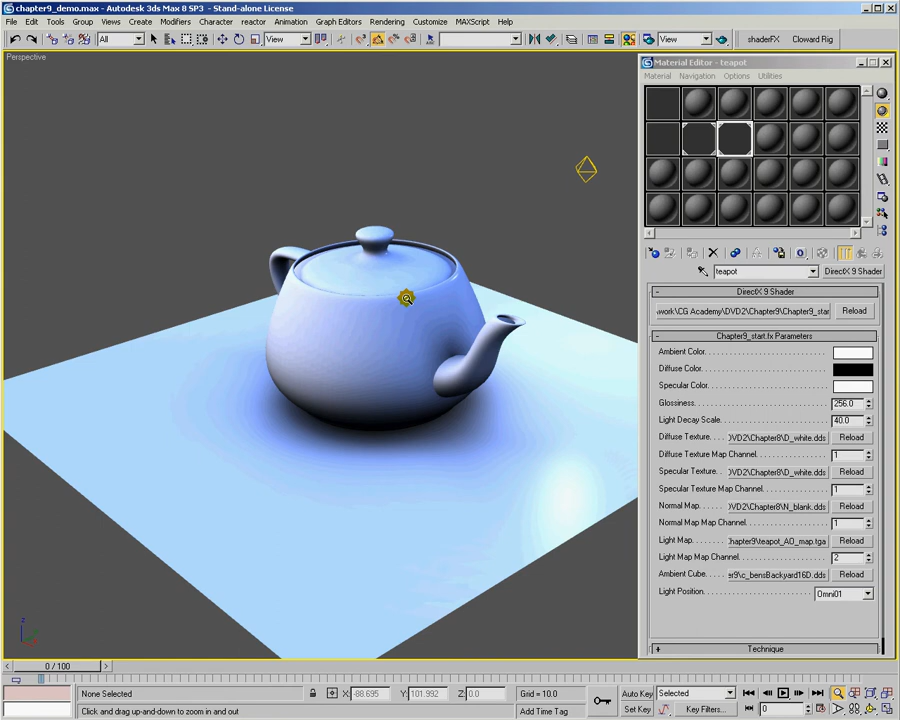 chapter9_demo.max - Autodesk 3ds Max 8 SP3 - Stand-alone License
File Edit Tools Group Views Create Modifiers Character reactor Animation Graph Editors Rendering Customize MAXScript Help
All View View shaderFX Cloward Rig
Perspective
Material Editor - teapot
Material Navigation Options Utilities
teapot DirectX 9 Shader
- DirectX 9 Shader
work\CG Academy\DVD2\Chapter9\Chapter9_star Reload
- Chapter9_start.fx Parameters
Ambient Color
Diffuse Color
Specular Color
Glossiness 256.0
Light Decay Scale 40.0
Diffuse Texture )VD2\Chapter8\D_white.dds Reload
Diffuse Texture Map Channel 1
Specular Texture )VD2\Chapter8\D_white.dds Reload
Specular Texture Map Channel 1
Normal Map )VD2\Chapter8\N_blank.dds Reload
Normal Map Map Channel 1
Light Map hapter9\teapot_AO_map.tga Reload
Light Map Map Channel 2
Ambient Cube er9\c_bensBackyard16D.dds Reload
Light Position Omni01
+ Technique
z
0 / 100
None Selected X: -88.695 Y: 101.992 Z: 0.0 Grid = 10.0 Auto Key Selected
Click and drag up-and-down to zoom in and out Add Time Tag Set Key Key Filters... 0